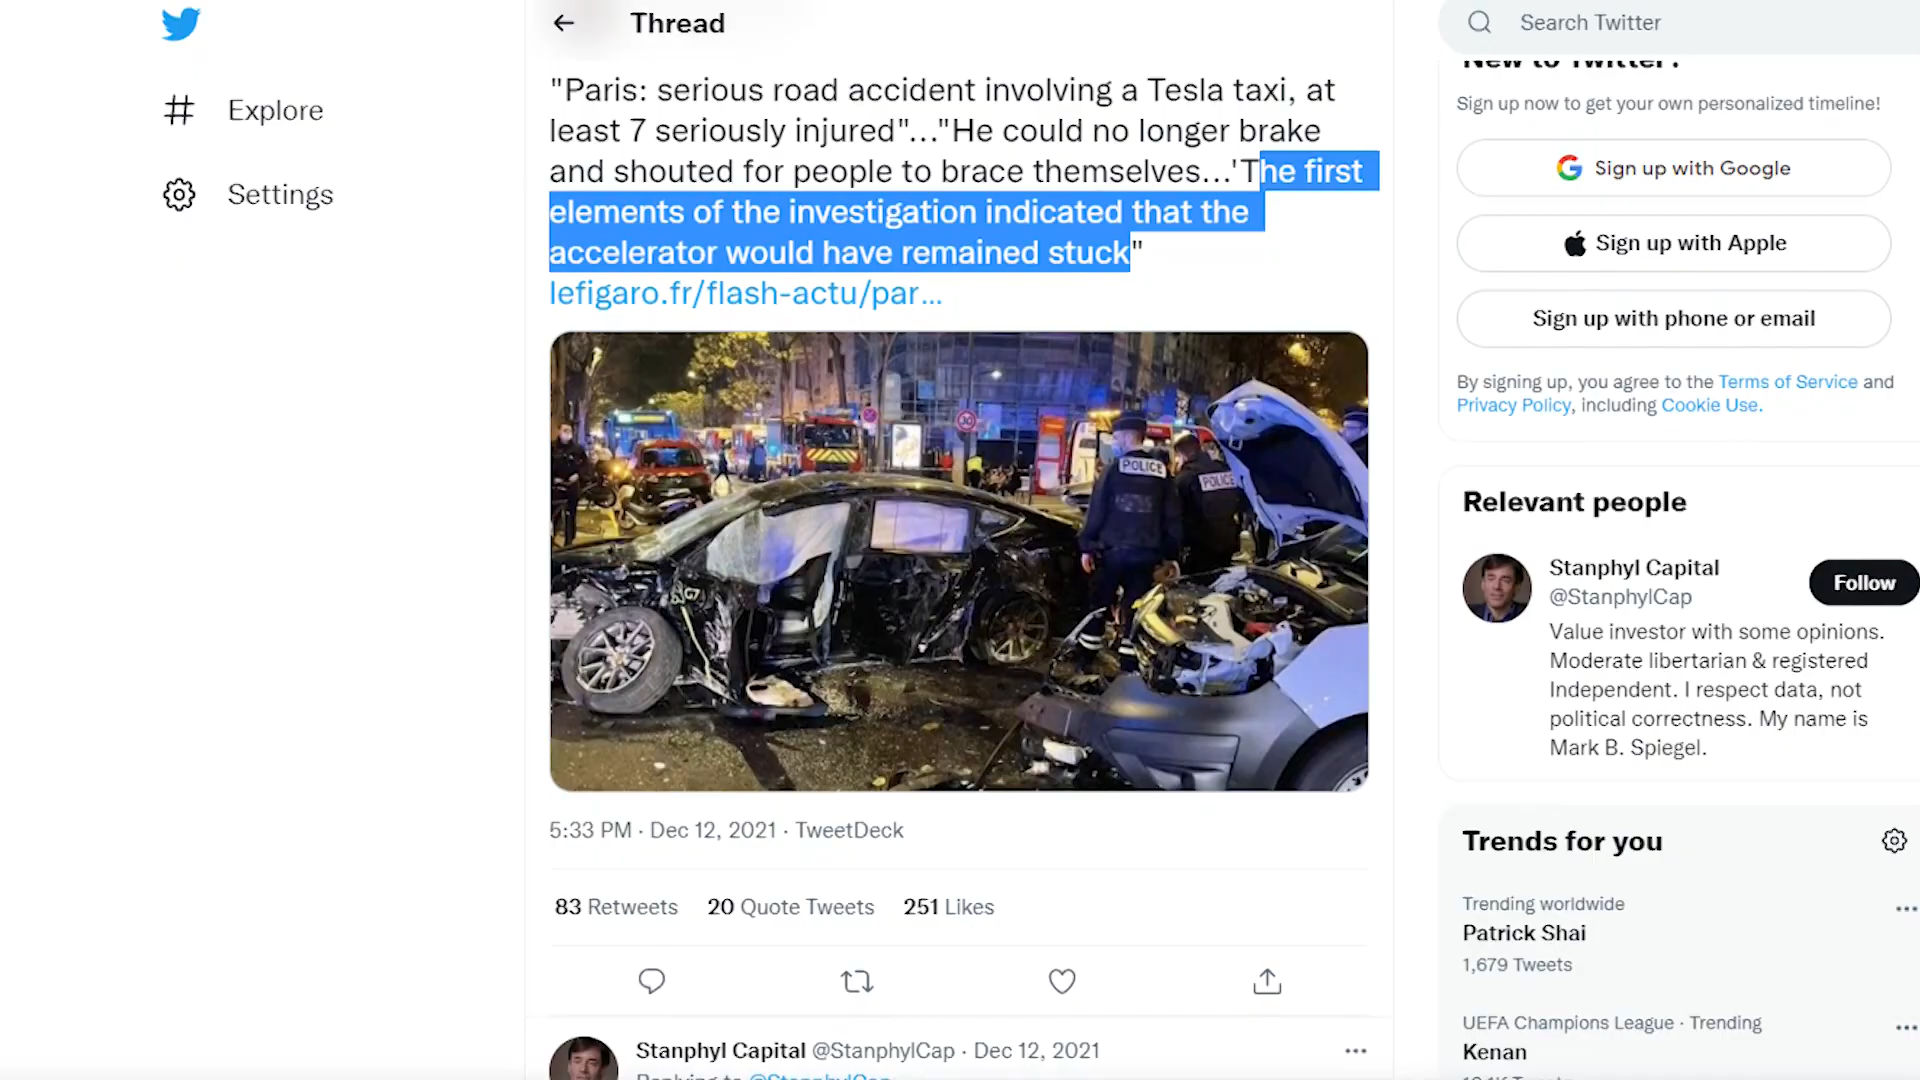 Thread
Search Twitter
Explore
Settings
"Paris: serious road accident involving a Tesla taxi, at
least 7 seriously injured"..."He could no longer brake
and shouted for people to brace themselves...'The first
elements of the investigation indicated that the
accelerator would have remained stuck"
lefigaro.fr/flash-actu/par...
POLICE
POLICE
5:33 PM · Dec 12, 2021 · TweetDeck
83 Retweets 20 Quote Tweets 251 Likes
Stanphyl Capital @StanphylCap · Dec 12, 2021
Replying to @StanphylCap
New to Twitter?
Sign up now to get your own personalized timeline!
Sign up with Google
Sign up with Apple
Sign up with phone or email
By signing up, you agree to the Terms of Service and
Privacy Policy, including Cookie Use.
Relevant people
Stanphyl Capital
@StanphylCap
Follow
Value investor with some opinions.
Moderate libertarian & registered
Independent. I respect data, not
political correctness. My name is
Mark B. Spiegel.
Trends for you
Trending worldwide
Patrick Shai
1,679 Tweets
UEFA Champions League · Trending
Kenan